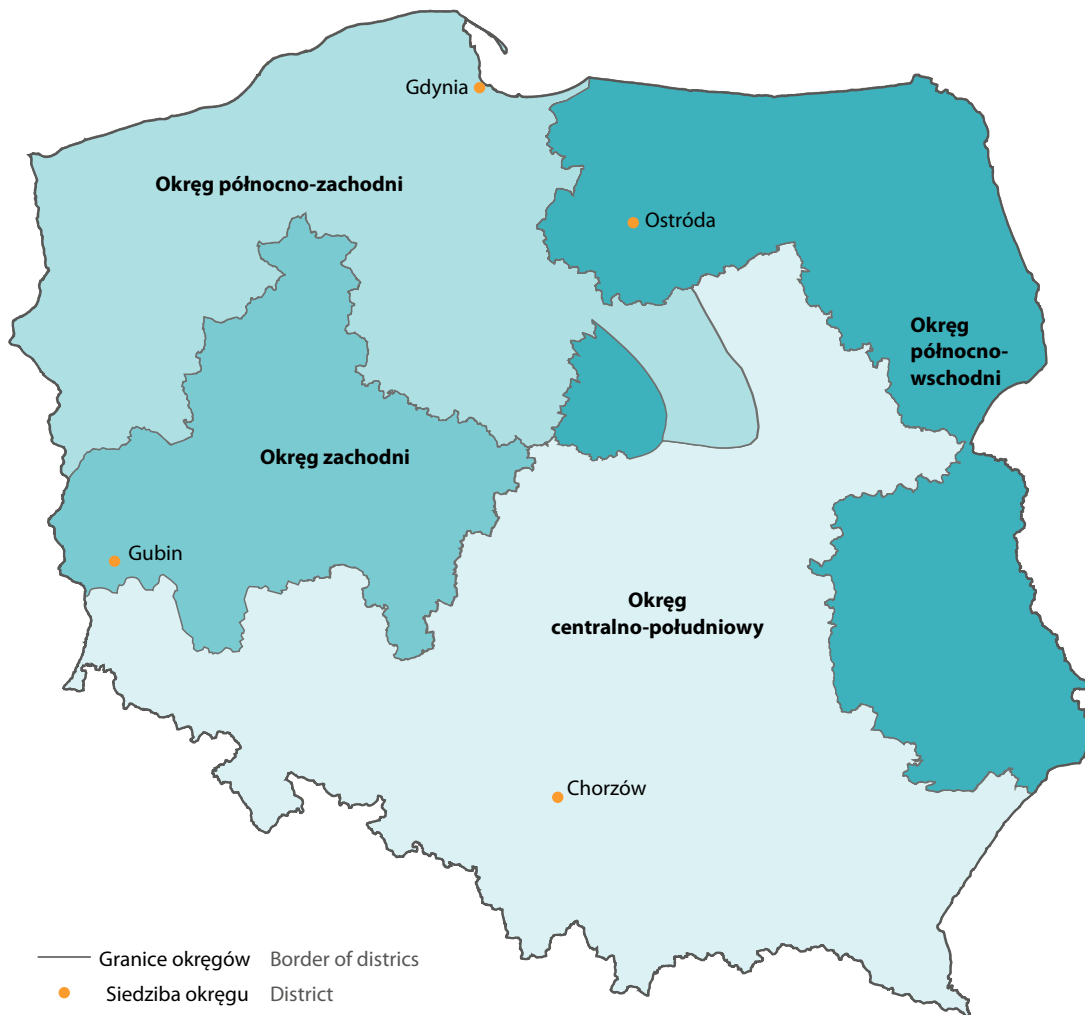 Gdynia
Okręg północno-zachodni
Ostróda
Okręg
północno-
wschodni
Okręg zachodni
Gubin
Okręg
centralno-południowy
Chorzów
Granice okręgów Border of districs
Siedziba okręgu District